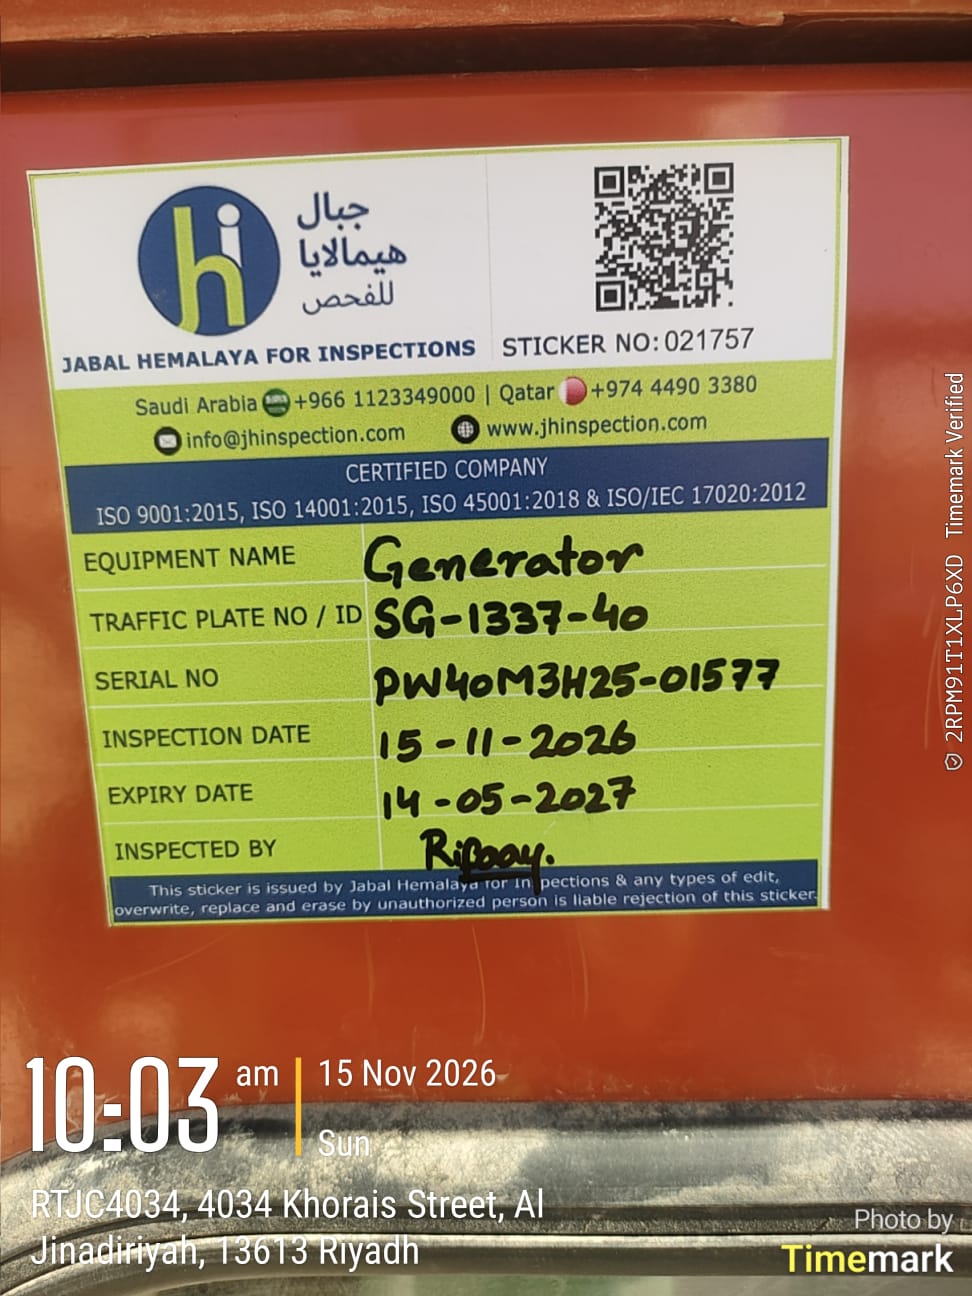 hi
جبال
هيمالايا
للفحص
JABAL HEMALAYA FOR INSPECTIONS
STICKER NO: 021757
Saudi Arabia +966 1123349000 | Qatar +974 4490 3380
info@jhinspection.com www.jhinspection.com
CERTIFIED COMPANY
ISO 9001:2015, ISO 14001:2015, ISO 45001:2018 & ISO/IEC 17020:2012
EQUIPMENT NAME Generator
TRAFFIC PLATE NO / ID SG-1337-40
SERIAL NO PW40M3H25-01577
INSPECTION DATE 15-11-2026
EXPIRY DATE 14-05-2027
INSPECTED BY
This sticker is issued by Jabal Hemalaya for Inspections & any types of edit,
overwrite, replace and erase by unauthorized person is liable rejection of this sticker.
10:03 am 15 Nov 2026
Sun
RTJC4034, 4034 Khorais Street, Al
Jinadiriyah, 13613 Riyadh
Photo by
Timemark
2RPM91T1XLP6XD Timemark Verified